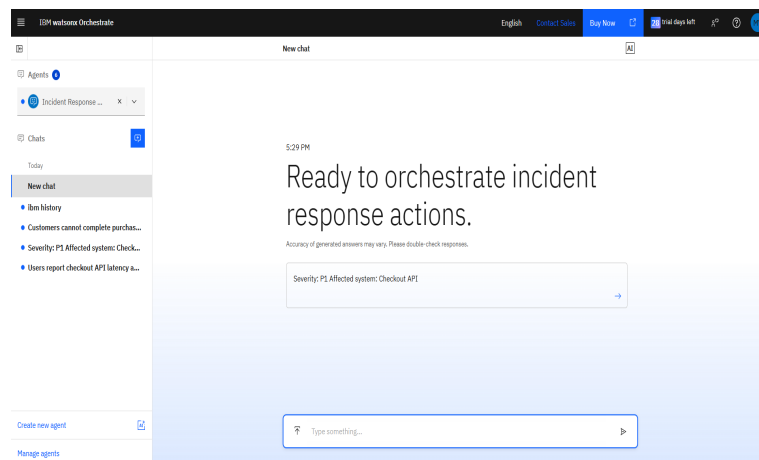 IBM watsonx Orchestrate
English
Contact Sales
Buy Now
28 trial days left
New chat
AI
Agents
Incident Response ...
Chats
Today
New chat
ibm history
Customers cannot complete purchas...
Severity: P1 Affected system: Check...
Users report checkout API latency a...
5:29 PM
Ready to orchestrate incident
response actions.
Accuracy of generated answers may vary. Please double-check responses.
Severity: P1 Affected system: Checkout API
Type something...
Create new agent
Manage agents